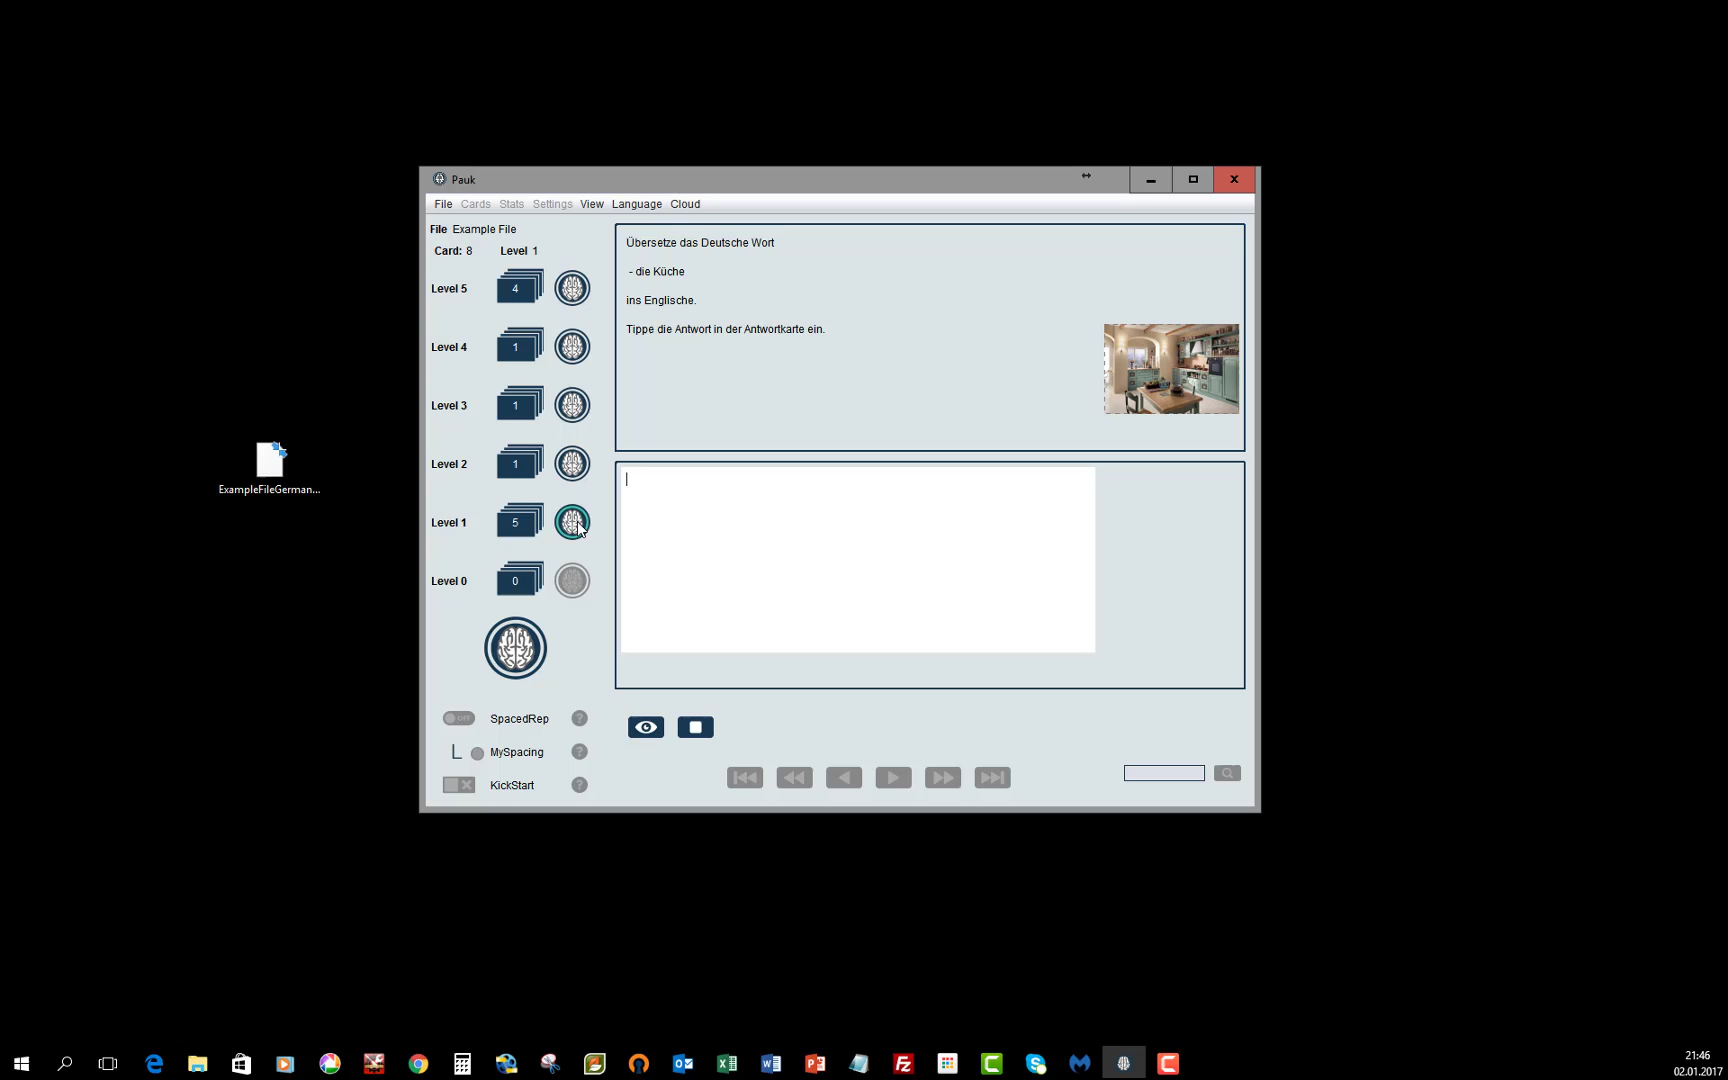 Pauk
File Cards Stats Settings View Language Cloud
File Example File
Card: 8 Level 1
Level 5 4
Level 4 1
Level 3 1
Level 2 1
Level 1 5
Level 0 0
OFF SpacedRep ?
L MySpacing ?
KickStart ?
Übersetze das Deutsche Wort
- die Küche
ins Englische.
Tippe die Antwort in der Antwortkarte ein.
ExampleFileGerman...
21:46
02.01.2017